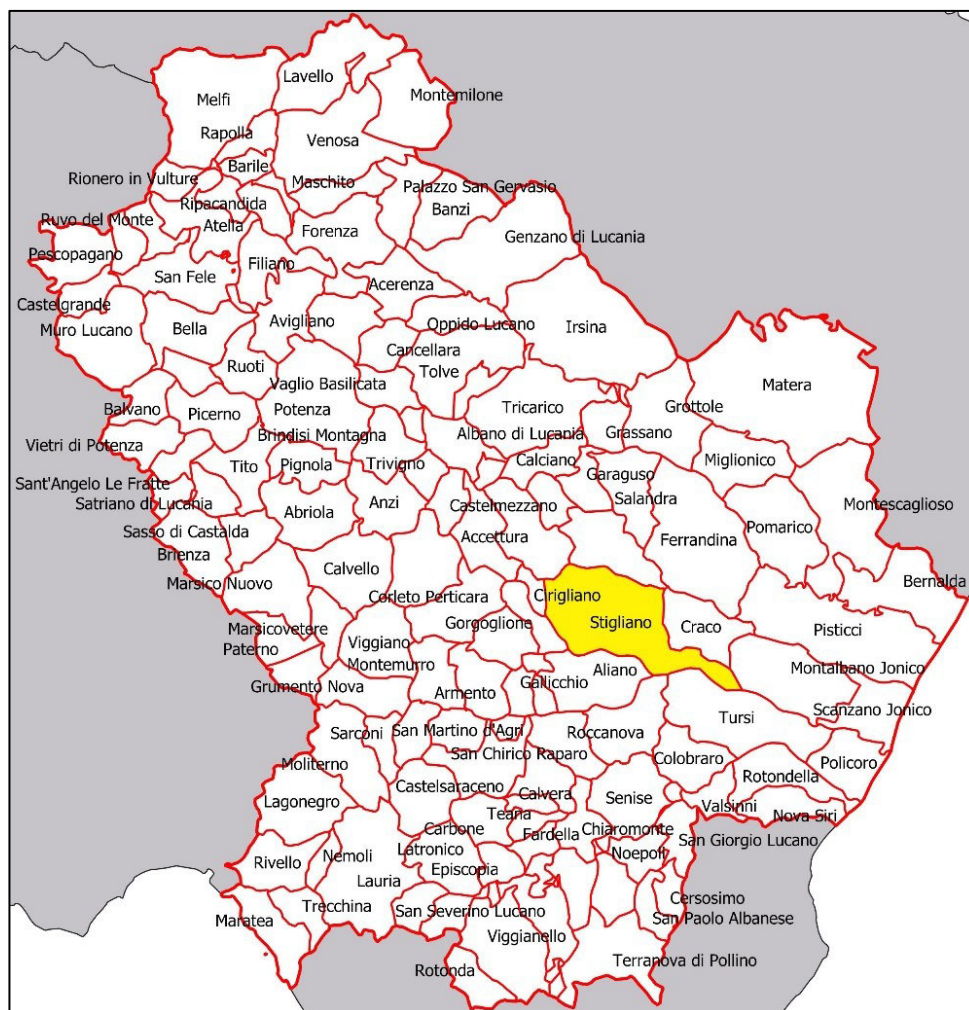 Lavello
Montemilone
Melfi
Rapolla
Venosa
Barile
Rionero in Vulture
Maschito
Palazzo San Gervasio
Ripacandida
Banzi
Ruvo del Monte
Atella
Forenza
Genzano di Lucania
Pescopagano
San Fele
Filiano
Acerenza
Castelgrande
Muro Lucano
Bella
Avigliano
Oppido Lucano
Irsina
Cancellara
Ruoti
Tolve
Vaglio Basilicata
Matera
Balvano
Picerno
Potenza
Tricarico
Grottole
Vietri di Potenza
Brindisi Montagna
Albano di Lucania
Grassano
Tito
Pignola
Trivigno
Calciano
Miglionico
Sant'Angelo Le Fratte
Garaguso
Satriano di Lucania
Abriola
Anzi
Castelmezzano
Salandra
Montescaglioso
Sasso di Castalda
Accettura
Ferrandina
Pomarico
Brienza
Calvello
Marsico Nuovo
Bernalda
Corleto Perticara
Cirigliano
Stigliano
Marsicovetere
Gorgoglione
Craco
Pisticci
Paterno
Viggiano
Montemurro
Aliano
Montalbano Jonico
Grumento Nova
Armento
Gallicchio
Scanzano Jonico
Sarconi
San Martino d'Agri
Roccanova
Tursi
Moliterno
San Chirico Raparo
Colobraro
Policoro
Lagonegro
Castelsaraceno
Calvera
Senise
Rotondella
Teana
Valsinni
Nova Siri
Carbone
Fardella
Chiaromonte
San Giorgio Lucano
Rivello
Nemoli
Latronico
Noepoli
Episcopia
Lauria
Cersosimo
Maratea
Trecchina
San Severino Lucano
San Paolo Albanese
Viggianello
Terranova di Pollino
Rotonda